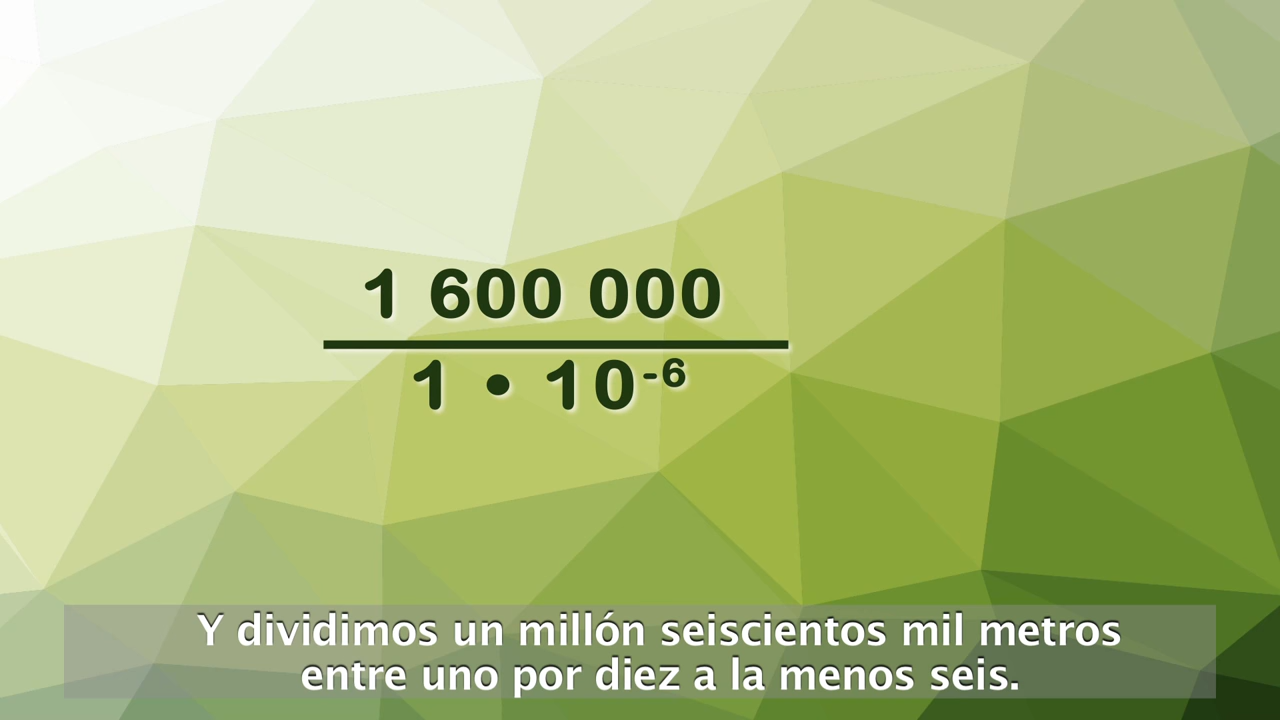 1 600 000
1 • 10⁻⁶
Y dividimos un millón seiscientos mil metros
entre uno por diez a la menos seis.